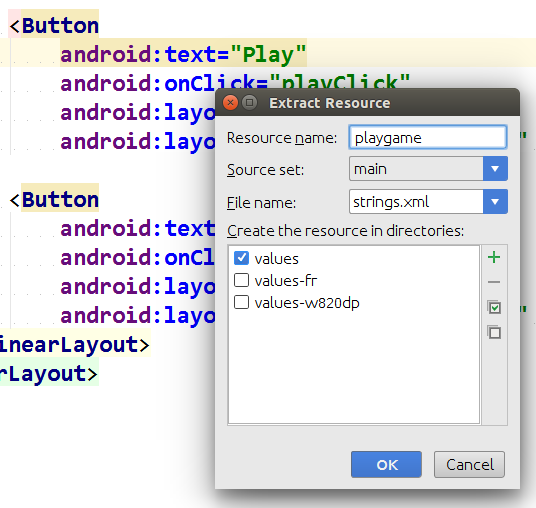 <Button
android:text="Play"
android:onClick="playClick"
android:layo
android:layo "
<Button
android:text
android:onCl
android:layo
android:layo "
inearLayout>
rLayout>
Extract Resource
Resource name: playgame
Source set: main
File name: strings.xml
Create the resource in directories:
values
values-fr
values-w820dp
OK Cancel